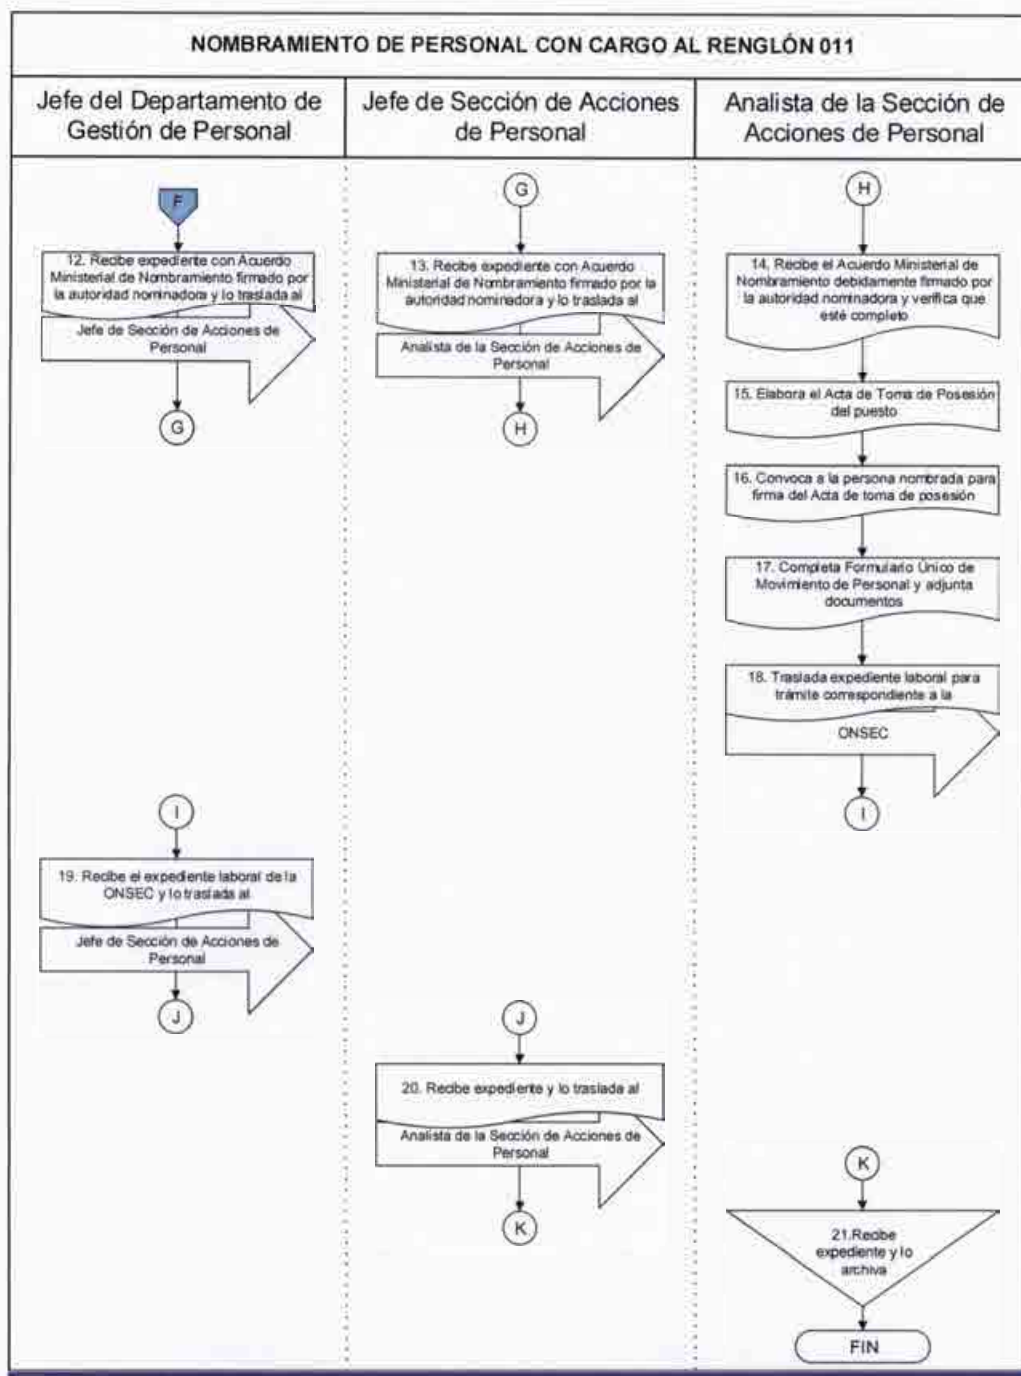 NOMBRAMIENTO DE PERSONAL CON CARGO AL RENGLÓN 011
Jefe del Departamento de
Gestión de Personal
Jefe de Sección de Acciones
de Personal
Analista de la Sección de
Acciones de Personal
F
12. Recibe expediente con Acuerdo
Ministerial de Nombramiento firmado por
la autoridad nominadora y lo traslada al
Jefe de Sección de Acciones de
Personal
G
G
13. Recibe expediente con Acuerdo
Ministerial de Nombramiento firmado por la
autoridad nominadora y lo traslada al
Analista de la Sección de Acciones de
Personal
H
H
14. Recibe el Acuerdo Ministerial de
Nombramiento debidamente firmado por
la autoridad nominadora y verifica que
esté completo
15. Elabora el Acta de Toma de Posesión
del puesto
16. Convoca a la persona nombrada para
firma del Acta de toma de posesión
17. Completa Formulario Único de
Movimiento de Personal y adjunta
documentos
18. Traslada expediente laboral para
trámite correspondiente a la
ONSEC
I
I
19. Recibe el expediente laboral de la
ONSEC y lo traslada al
Jefe de Sección de Acciones de
Personal
J
J
20. Recibe expediente y lo traslada al
Analista de la Sección de Acciones de
Personal
K
K
21.Recibe
expediente y lo
archiva
FIN